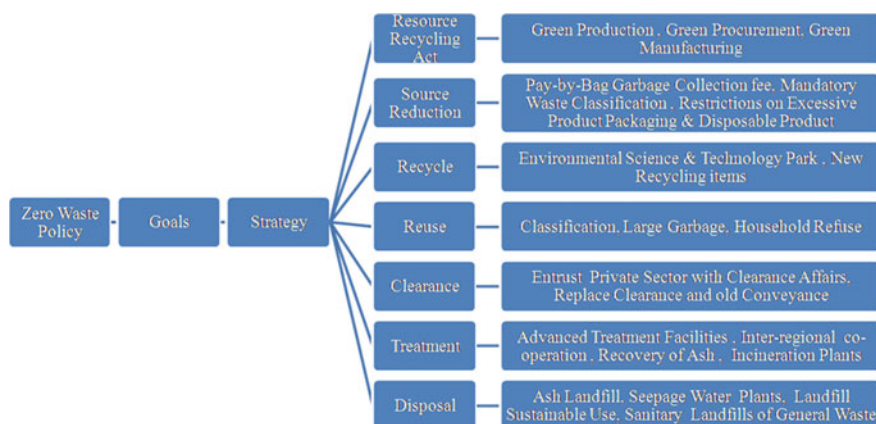 Zero Waste
Policy
Goals
Strategy
Resource
Recycling
Act
Green Production . Green Procurement. Green
Manufacturing
Source
Reduction
Pay-by-Bag Garbage Collection fee. Mandatory
Waste Classification . Restrictions on Excessive
Product Packaging & Disposable Product
Recycle
Environmental Science & Technology Park . New
Recycling items
Reuse
Classification. Large Garbage. Household Refuse
Clearance
Entrust Private Sector with Clearance Affairs.
Replace Clearance and old Conveyance
Treatment
Advanced Treatment Facilities . Inter-regional co-
operation . Recovery of Ash . Incineration Plants
Disposal
Ash Landfill. Seepage Water Plants. Landfill
Sustainable Use. Sanitary Landfills of General Waste